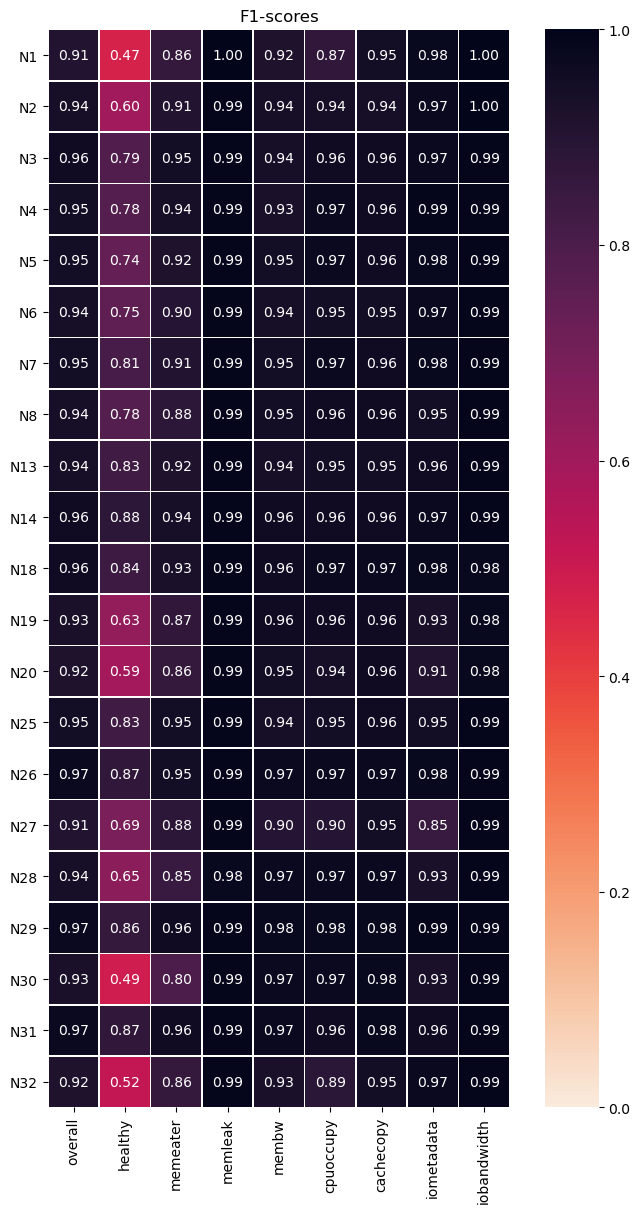 F1-scores
N1 0.91 0.47 0.86 1.00 0.92 0.87 0.95 0.98 1.00
N2 0.94 0.60 0.91 0.99 0.94 0.94 0.94 0.97 1.00
N3 0.96 0.79 0.95 0.99 0.94 0.96 0.96 0.97 0.99
N4 0.95 0.78 0.94 0.99 0.93 0.97 0.96 0.99 0.99
N5 0.95 0.74 0.92 0.99 0.95 0.97 0.96 0.98 0.99
N6 0.94 0.75 0.90 0.99 0.94 0.95 0.95 0.97 0.99
N7 0.95 0.81 0.91 0.99 0.95 0.97 0.96 0.98 0.99
N8 0.94 0.78 0.88 0.99 0.95 0.96 0.96 0.95 0.99
N13 0.94 0.83 0.92 0.99 0.94 0.95 0.95 0.96 0.99
N14 0.96 0.88 0.94 0.99 0.96 0.96 0.96 0.97 0.99
N18 0.96 0.84 0.93 0.99 0.96 0.97 0.97 0.98 0.98
N19 0.93 0.63 0.87 0.99 0.96 0.96 0.96 0.93 0.98
N20 0.92 0.59 0.86 0.99 0.95 0.94 0.96 0.91 0.98
N25 0.95 0.83 0.95 0.99 0.94 0.95 0.96 0.95 0.99
N26 0.97 0.87 0.95 0.99 0.97 0.97 0.97 0.98 0.99
N27 0.91 0.69 0.88 0.99 0.90 0.90 0.95 0.85 0.99
N28 0.94 0.65 0.85 0.98 0.97 0.97 0.97 0.93 0.99
N29 0.97 0.86 0.96 0.99 0.98 0.98 0.98 0.99 0.99
N30 0.93 0.49 0.80 0.99 0.97 0.97 0.98 0.93 0.99
N31 0.97 0.87 0.96 0.99 0.97 0.96 0.98 0.96 0.99
N32 0.92 0.52 0.86 0.99 0.93 0.89 0.95 0.97 0.99
overall healthy memeater memleak membw cpuoccupy cachecopy iometadata iobandwidth
1.0
0.8
0.6
0.4
0.2
0.0